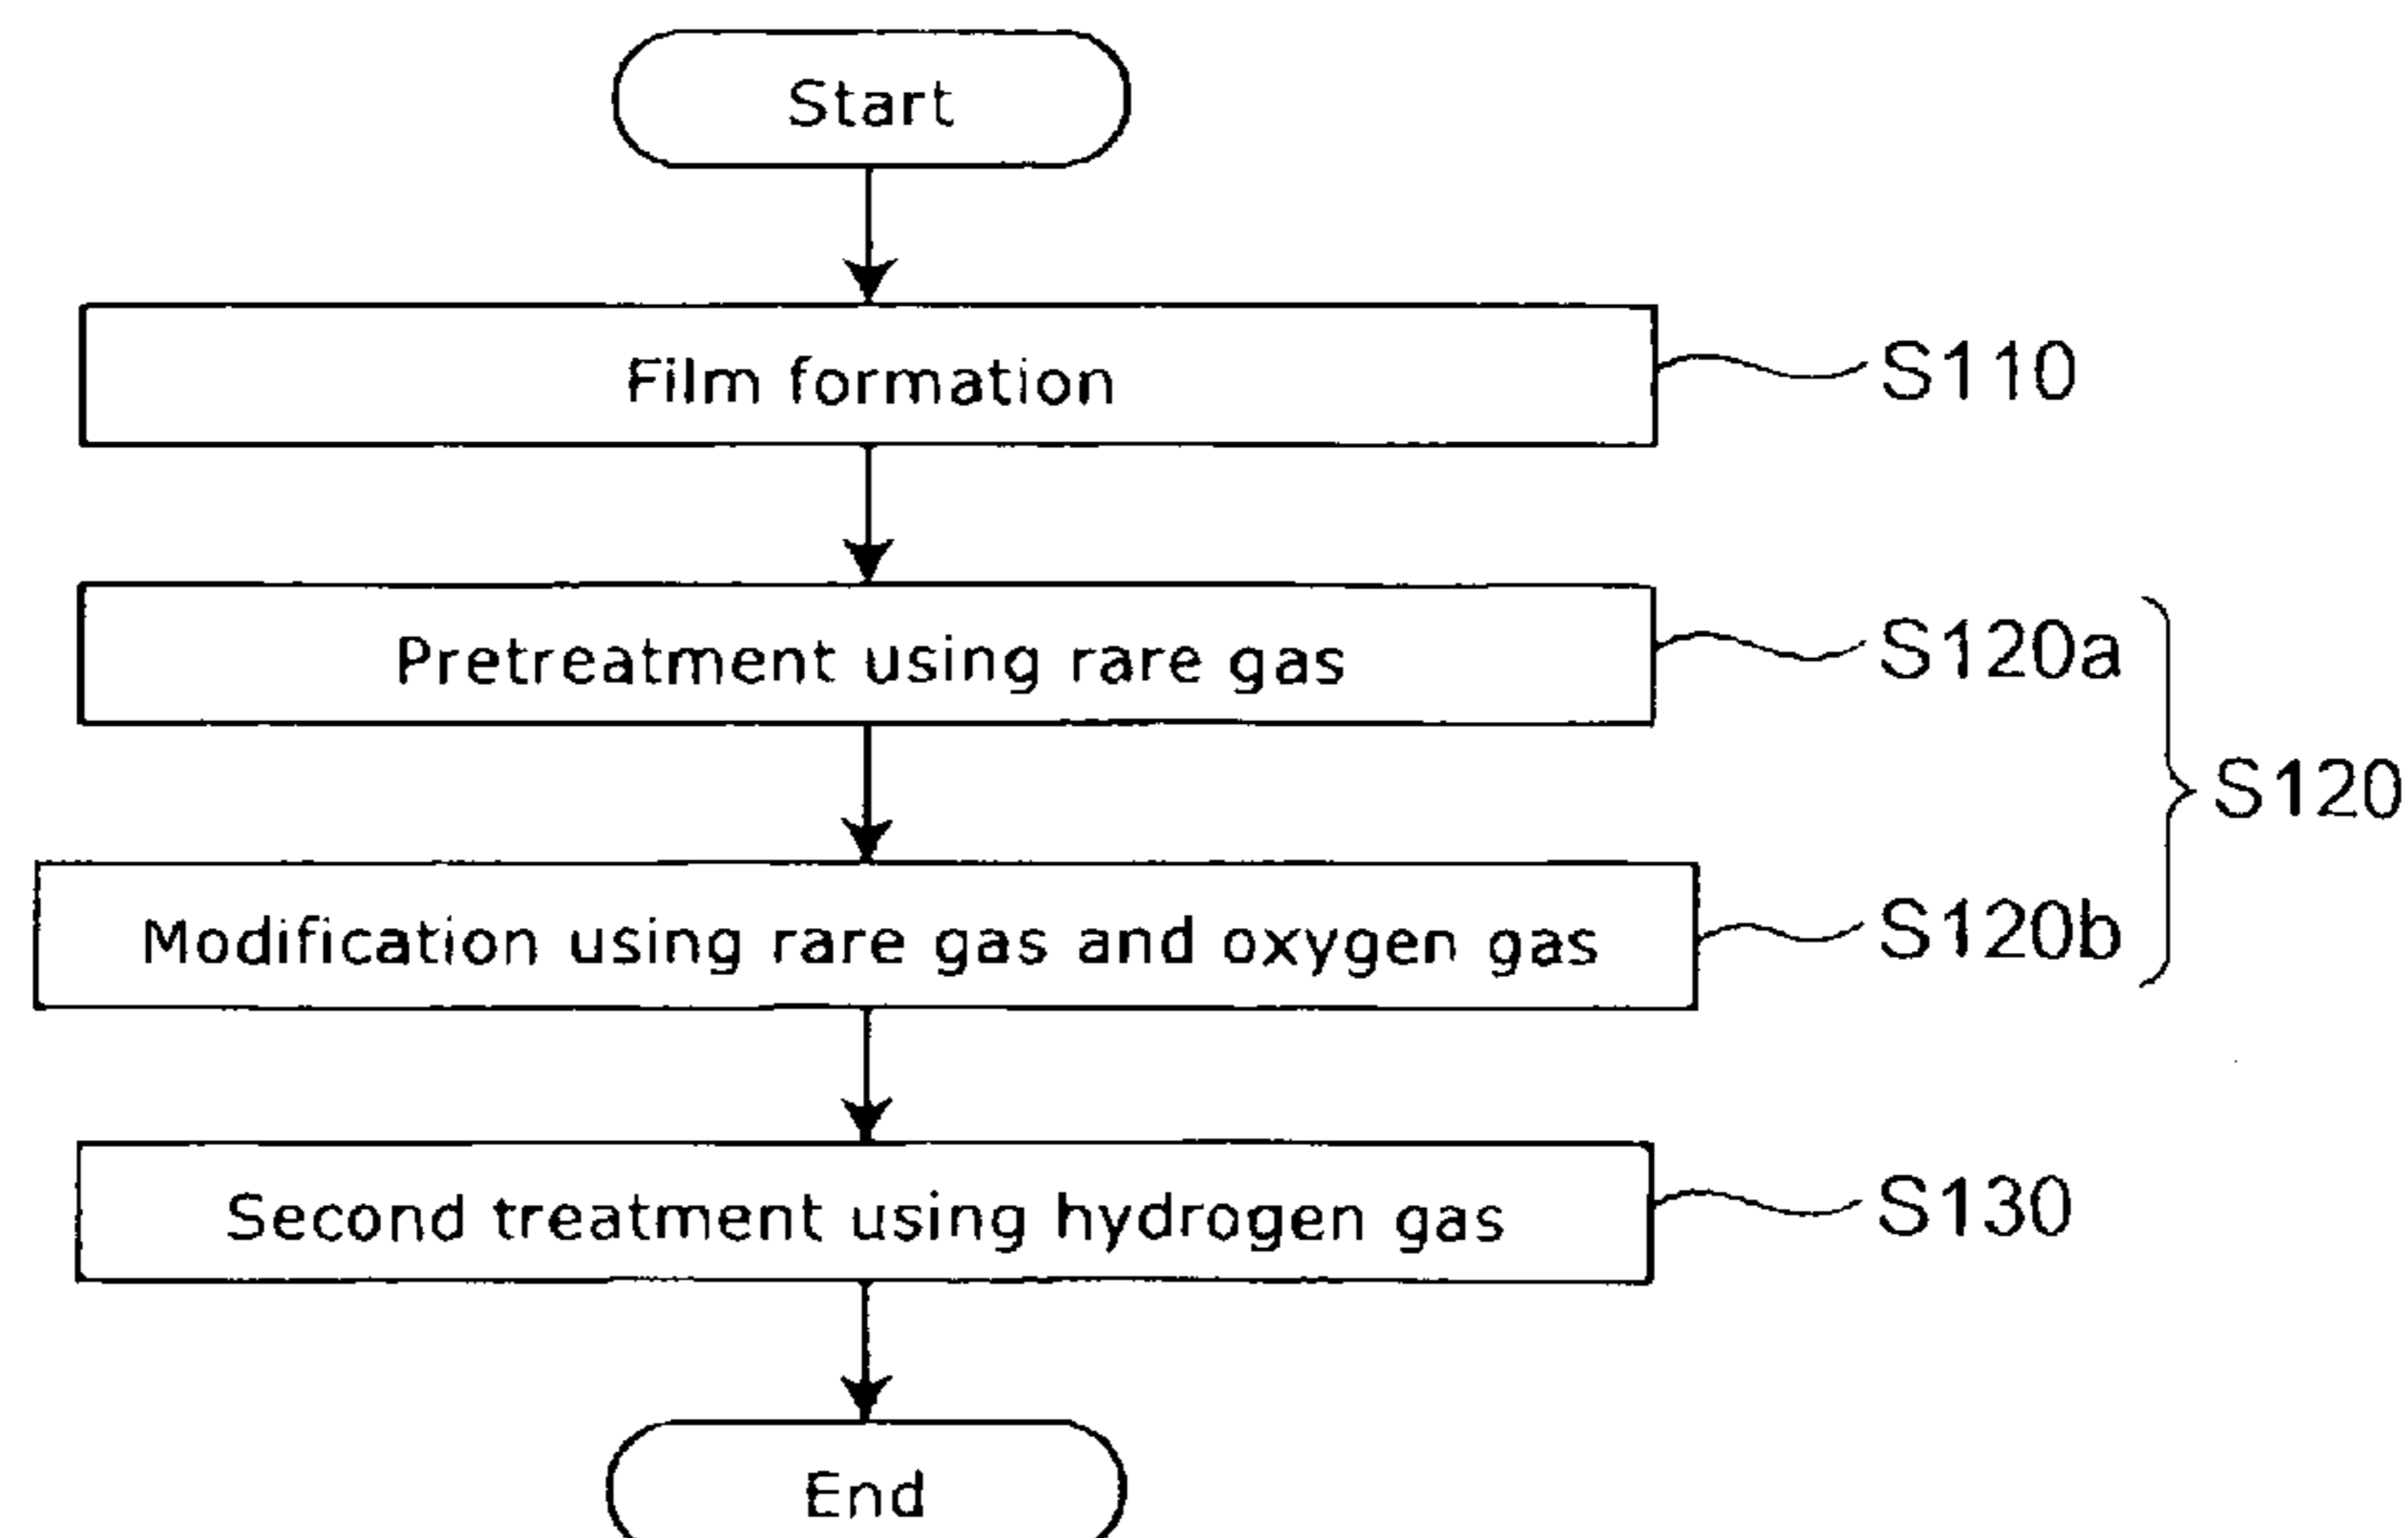 Start
Film formation
S110
Pretreatment using rare gas
S120a
S120
Modification using rare gas and oxygen gas
S120b
Second treatment using hydrogen gas
S130
End